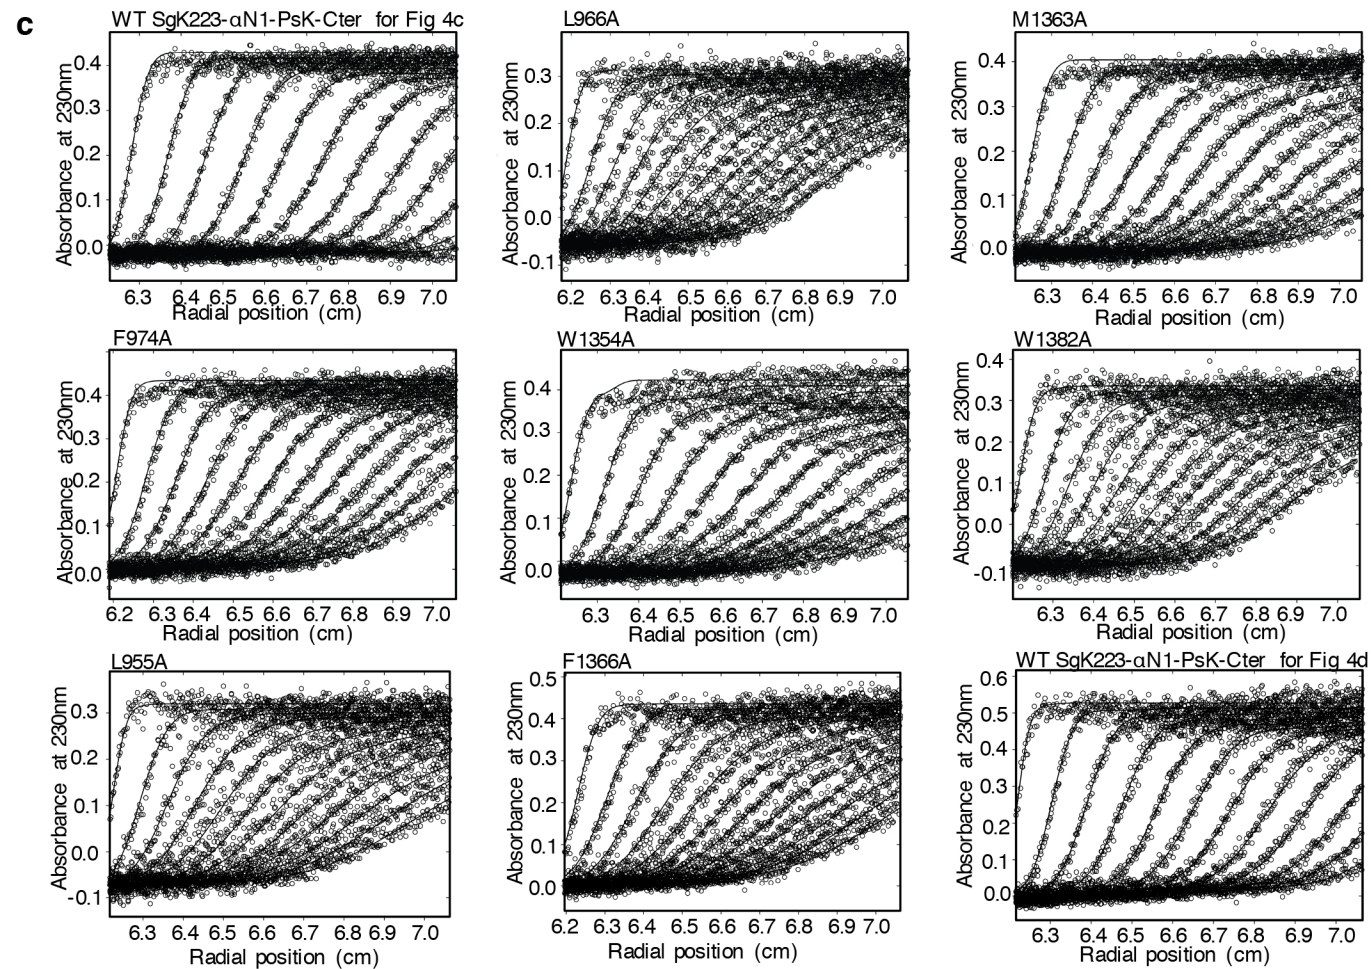 c
WT SgK223-αN1-PsK-Cter for Fig 4c
Absorbance at 230nm
0.4
0.3
0.2
0.1
0.0
6.3 6.4 6.5 6.6 6.7 6.8 6.9 7.0
Radial position (cm)
L966A
Absorbance at 230nm
0.3
0.2
0.1
0.0
-0.1
6.2 6.3 6.4 6.5 6.6 6.7 6.8 6.9 7.0
Radial position (cm)
M1363A
Absorbance at 230nm
0.4
0.3
0.2
0.1
0.0
6.3 6.4 6.5 6.6 6.7 6.8 6.9 7.0
Radial position (cm)
F974A
Absorbance at 230nm
0.4
0.3
0.2
0.1
0.0
6.2 6.3 6.4 6.5 6.6 6.7 6.8 6.9 7.0
Radial position (cm)
W1354A
Absorbance at 230nm
0.4
0.3
0.2
0.1
0.0
6.3 6.4 6.5 6.6 6.7 6.8 6.9 7.0
Radial position (cm)
W1382A
Absorbance at 230nm
0.4
0.3
0.2
0.1
0.0
-0.1
6.3 6.4 6.5 6.6 6.7 6.8 6.9 7.0
Radial position (cm)
L955A
Absorbance at 230nm
0.3
0.2
0.1
0.0
-0.1
6.3 6.4 6.5 6.6 6.7 6.8 6.9 7.0
Radial position (cm)
F1366A
Absorbance at 230nm
0.5
0.4
0.3
0.2
0.1
0.0
6.2 6.3 6.4 6.5 6.6 6.7 6.8 6.9 7.0
Radial position (cm)
WT SgK223-αN1-PsK-Cter for Fig 4d
Absorbance at 230nm
0.6
0.5
0.4
0.3
0.2
0.1
0.0
6.3 6.4 6.5 6.6 6.7 6.8 6.9 7.0
Radial position (cm)